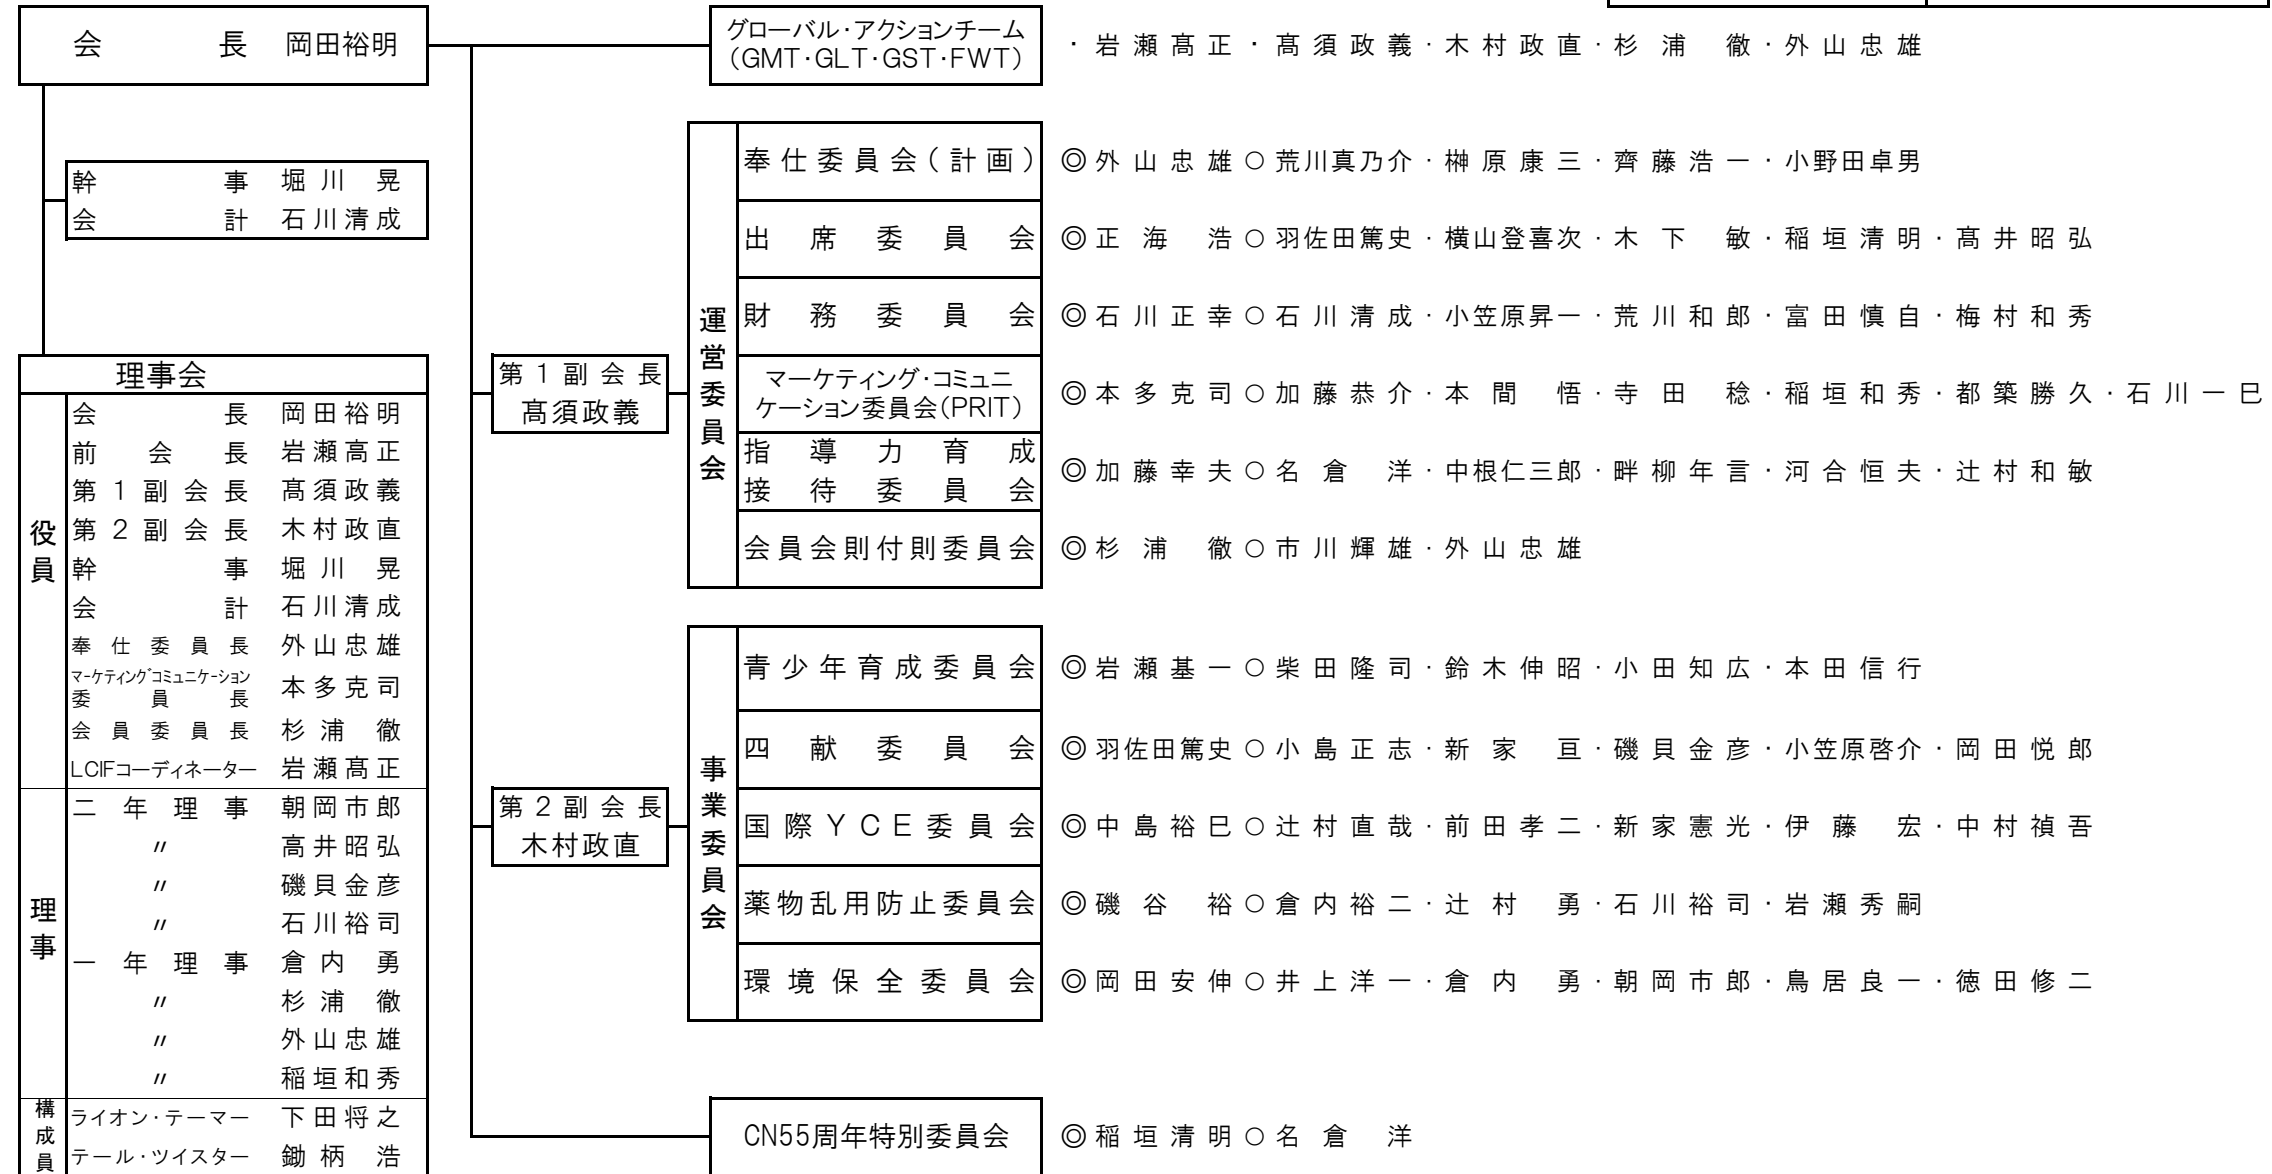 会長 岡田裕明
グローバル・アクションチーム
(GMT・GLT・GST・FWT)
・岩瀬髙正・髙須政義・木村政直・杉浦 徹・外山忠雄
幹事 堀川 晃
会計 石川清成
理事会
役員
会長 岡田裕明
前会長 岩瀬高正
第1副会長 髙須政義
第2副会長 木村政直
幹事 堀川 晃
会計 石川清成
奉仕委員長 外山忠雄
マーケティングコミュニケーション
委員長 本多克司
会員委員長 杉浦 徹
LCIFコーディネーター 岩瀬髙正
理事
二年理事 朝岡市郎
〃 高井昭弘
〃 磯貝金彦
〃 石川裕司
一年理事 倉内 勇
〃 杉浦 徹
〃 外山忠雄
〃 稲垣和秀
構成員
ライオン・テーマー 下田将之
テール・ツイスター 鋤柄 浩
第1副会長
髙須政義
運営委員会
奉仕委員会(計画) ◎外山忠雄○荒川真乃介・榊原康三・齊藤浩一・小野田卓男
出席委員会 ◎正海 浩○羽佐田篤史・横山登喜次・木下 敏・稲垣清明・髙井昭弘
財務委員会 ◎石川正幸○石川清成・小笠原昇一・荒川和郎・富田慎自・梅村和秀
マーケティング・コミュニ
ケーション委員会(PRIT)
◎本多克司○加藤恭介・本間 悟・寺田 稔・稲垣和秀・都築勝久・石川一巳
指導力育成
接待委員会
◎加藤幸夫○名倉 洋・中根仁三郎・畔柳年言・河合恒夫・辻村和敏
会員会則付則委員会 ◎杉浦 徹○市川輝雄・外山忠雄
第2副会長
木村政直
事業委員会
青少年育成委員会 ◎岩瀬基一○柴田隆司・鈴木伸昭・小田知広・本田信行
四献委員会 ◎羽佐田篤史○小島正志・新家 亘・磯貝金彦・小笠原啓介・岡田悦郎
国際YCE委員会 ◎中島裕巳○辻村直哉・前田孝二・新家憲光・伊藤 宏・中村禎吾
薬物乱用防止委員会 ◎磯谷 裕○倉内裕二・辻村 勇・石川裕司・岩瀬秀嗣
環境保全委員会 ◎岡田安伸○井上洋一・倉内 勇・朝岡市郎・鳥居良一・徳田修二
CN55周年特別委員会 ◎稲垣清明○名倉 洋